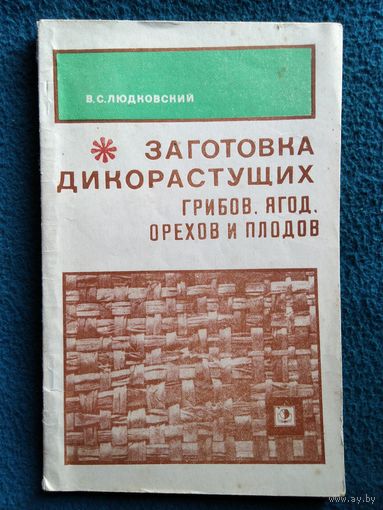 В.С.ЛЮДКОВСКИЙ
* ЗАГОТОВКА
ДИКОРАСТУЩИХ
ГРИБОВ, ЯГОД,
ОРЕХОВ И ПЛОДОВ
www.ay.by